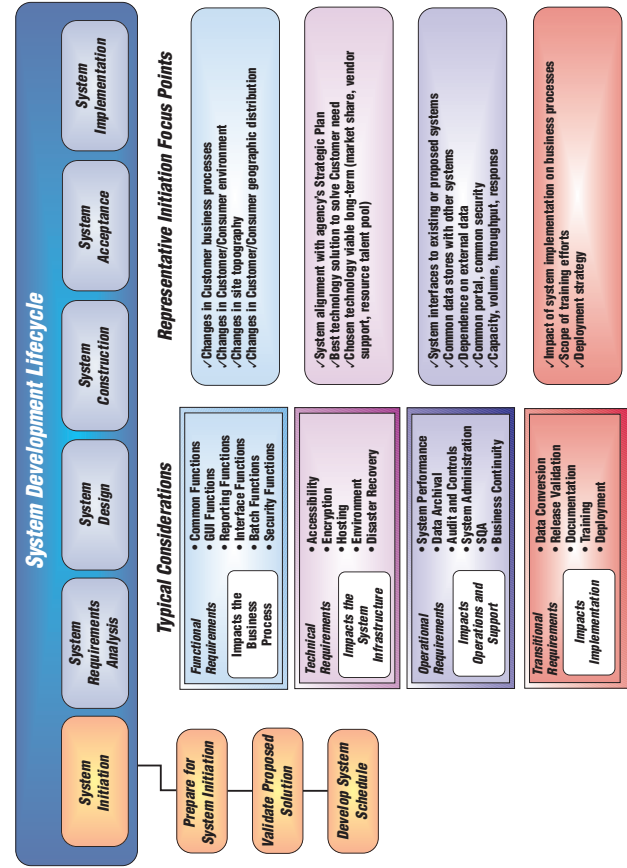 System Development Lifecycle
System
Initiation
System
Requirements
Analysis
System
Design
System
Construction
System
Acceptance
System
Implementation
Prepare for
System Initiation
Validate Proposed
Solution
Develop System
Schedule
Typical Considerations
Representative Initiation Focus Points
Functional
Requirements
Impacts the
Business
Process
• Common Functions
• GUI Functions
• Reporting Functions
• Interface Functions
• Batch Functions
• Security Functions
✓Changes in Customer business processes
✓Changes in Customer/Consumer environment
✓Changes in site topography
✓Changes in Customer/Consumer geographic distribution
Technical
Requirements
Impacts the
System
Infrastructure
• Accessibility
• Encryption
• Hosting
• Environment
• Disaster Recovery
✓System alignment with agency's Strategic Plan
✓Best technology solution to solve Customer need
✓Chosen technology viable long-term (market share, vendor
support, resource talent pool)
Operational
Requirements
Impacts
Operations and
Support
• System Performance
• Data Archival
• Audit and Controls
• System Administration
• SQA
• Business Continuity
✓System interfaces to existing or proposed systems
✓Common data stores with other systems
✓Dependence on external data
✓Common portal, common security
✓Capacity, volume, throughput, response
Transitional
Requirements
Impacts
Implementation
• Data Conversion
• Release Validation
• Documentation
• Training
• Deployment
✓Impact of system implementation on business processes
✓Scope of training efforts
✓Deployment strategy